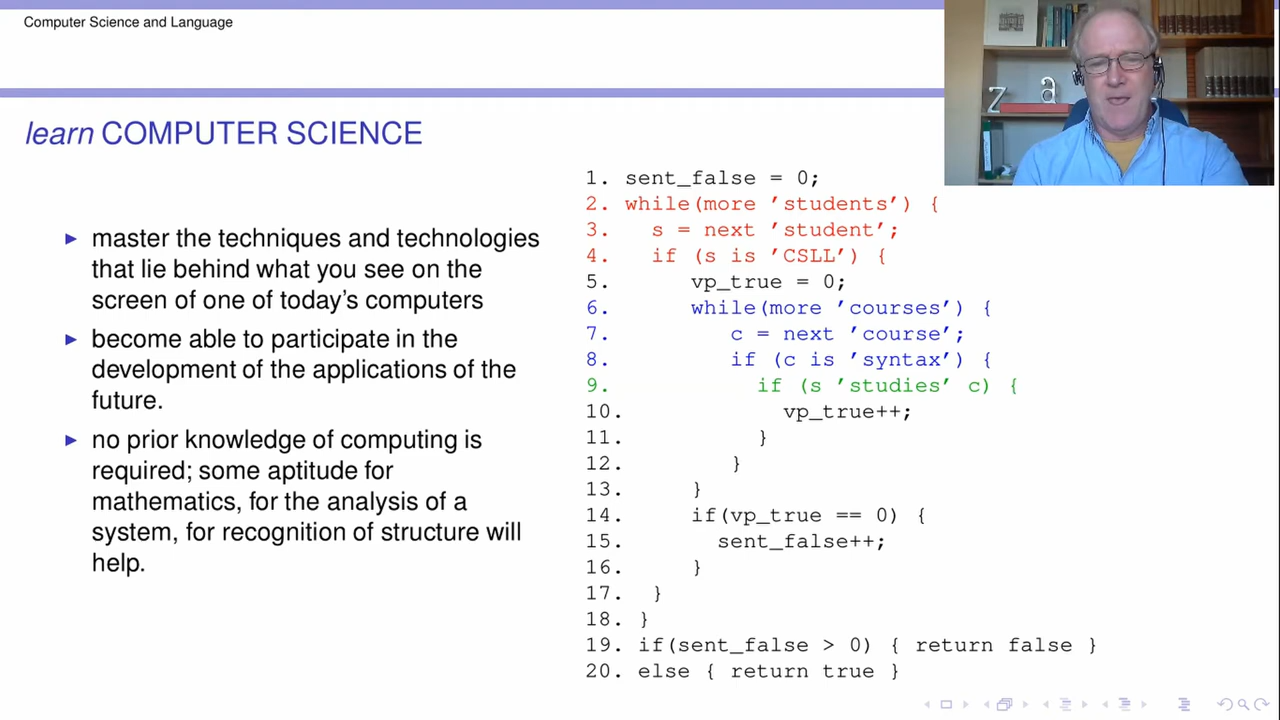 Computer Science and Language
learn COMPUTER SCIENCE
master the techniques and technologies
that lie behind what you see on the
screen of one of today's computers
become able to participate in the
development of the applications of the
future.
no prior knowledge of computing is
required; some aptitude for
mathematics, for the analysis of a
system, for recognition of structure will
help.
1. sent_false = 0;
2. while(more ’students’) {
3. s = next ’student’;
4. if (s is ’CSLL’) {
5. vp_true = 0;
6. while(more ’courses’) {
7. c = next ’course’;
8. if (c is ’syntax’) {
9. if (s ’studies’ c) {
10. vp_true++;
11. }
12. }
13. }
14. if(vp_true == 0) {
15. sent_false++;
16. }
17. }
18. }
19. if(sent_false > 0) { return false }
20. else { return true }
z a